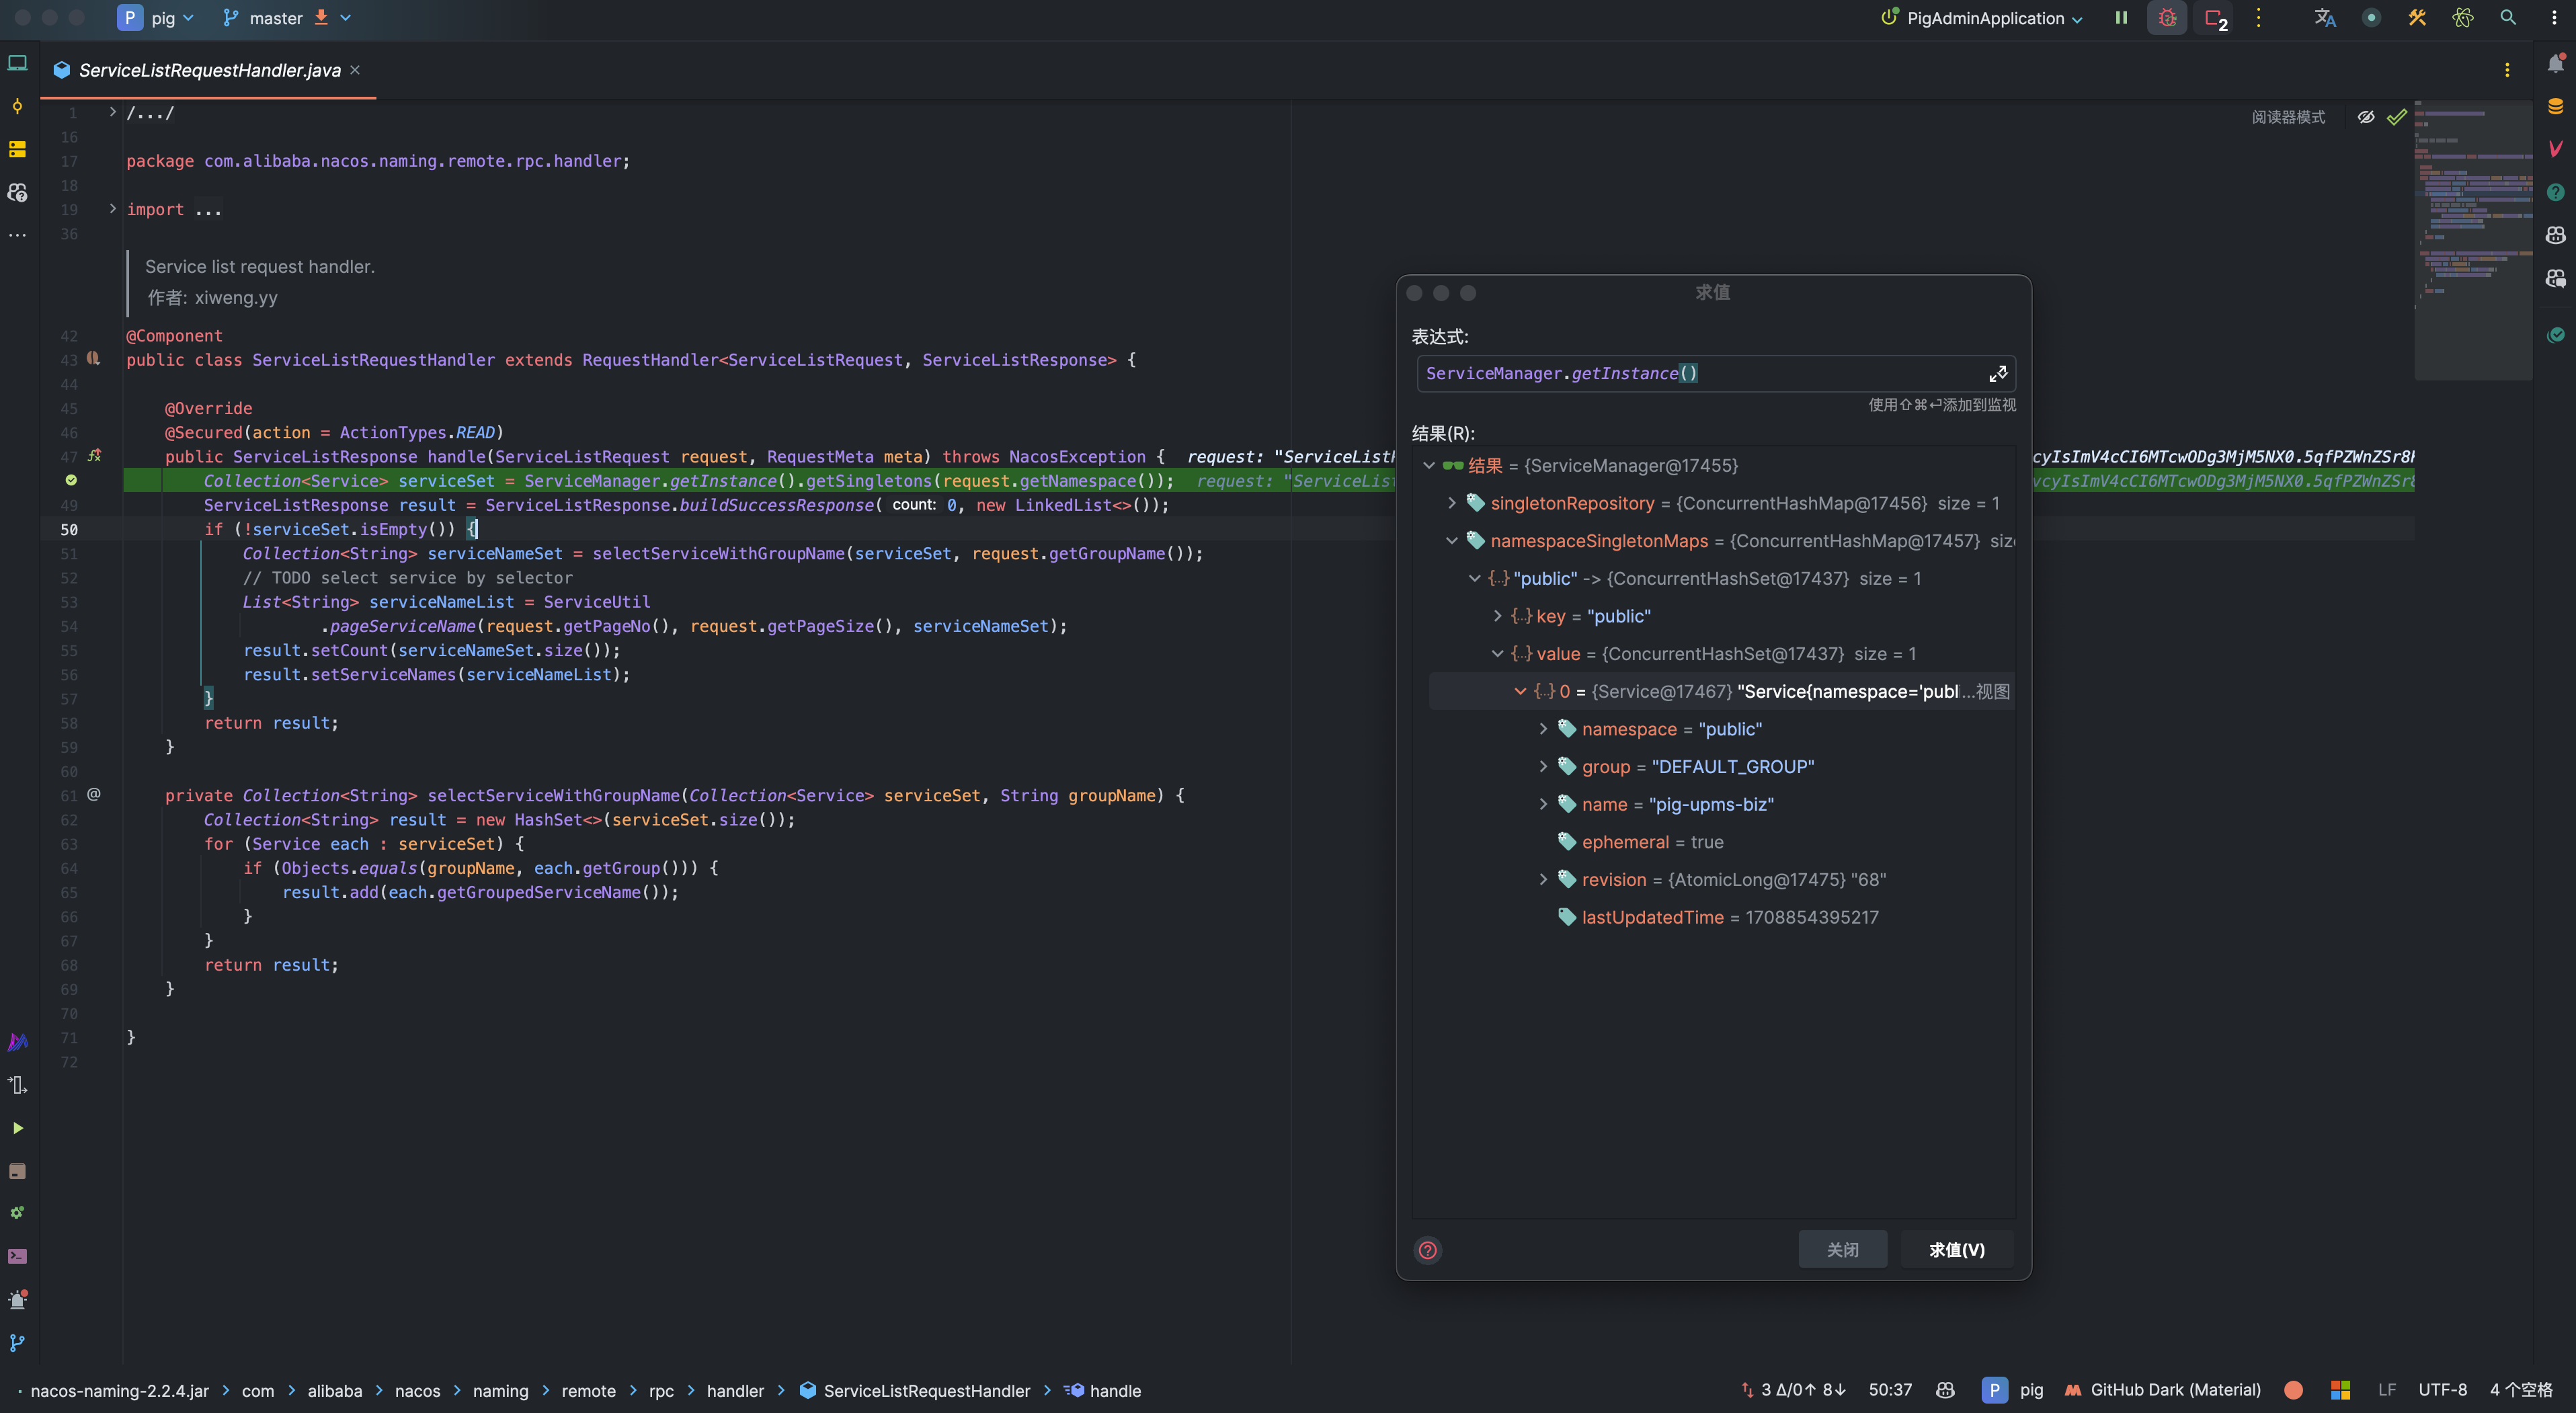 P pig master PigAdminApplication 2
ServiceListRequestHandler.java
阅读器模式
1 /.../
16
17 package com.alibaba.nacos.naming.remote.rpc.handler;
18
19 import ...
36
Service list request handler.
作者: xiweng.yy
42 @Component
43 public class ServiceListRequestHandler extends RequestHandler<ServiceListRequest, ServiceListResponse> {
44
45 @Override
46 @Secured(action = ActionTypes.READ)
47 public ServiceListResponse handle(ServiceListRequest request, RequestMeta meta) throws NacosException { request: "ServiceListR
Collection<Service> serviceSet = ServiceManager.getInstance().getSingletons(request.getNamespace()); request: "ServiceLis
49 ServiceListResponse result = ServiceListResponse.buildSuccessResponse( count: 0, new LinkedList<>());
50 if (!serviceSet.isEmpty()) {
51 Collection<String> serviceNameSet = selectServiceWithGroupName(serviceSet, request.getGroupName());
52 // TODO select service by selector
53 List<String> serviceNameList = ServiceUtil
54 .pageServiceName(request.getPageNo(), request.getPageSize(), serviceNameSet);
55 result.setCount(serviceNameSet.size());
56 result.setServiceNames(serviceNameList);
57 }
58 return result;
59 }
60
61 @ private Collection<String> selectServiceWithGroupName(Collection<Service> serviceSet, String groupName) {
62 Collection<String> result = new HashSet<>(serviceSet.size());
63 for (Service each : serviceSet) {
64 if (Objects.equals(groupName, each.getGroup())) {
65 result.add(each.getGroupedServiceName());
66 }
67 }
68 return result;
69 }
70
71 }
72
求值
表达式:
ServiceManager.getInstance()
使用⇧⌘↩添加到监视
结果(R):
结果 = {ServiceManager@17455}
singletonRepository = {ConcurrentHashMap@17456} size = 1
namespaceSingletonMaps = {ConcurrentHashMap@17457} siz
"public" -> {ConcurrentHashSet@17437} size = 1
key = "public"
value = {ConcurrentHashSet@17437} size = 1
0 = {Service@17467} "Service{namespace='publ...视图
namespace = "public"
group = "DEFAULT_GROUP"
name = "pig-upms-biz"
ephemeral = true
revision = {AtomicLong@17475} "68"
lastUpdatedTime = 1708854395217
关闭 求值(V)
nacos-naming-2.2.4.jar > com > alibaba > nacos > naming > remote > rpc > handler > ServiceListRequestHandler > handle
3 Δ/0↑ 8↓ 50:37 P pig GitHub Dark (Material) LF UTF-8 4 个空格